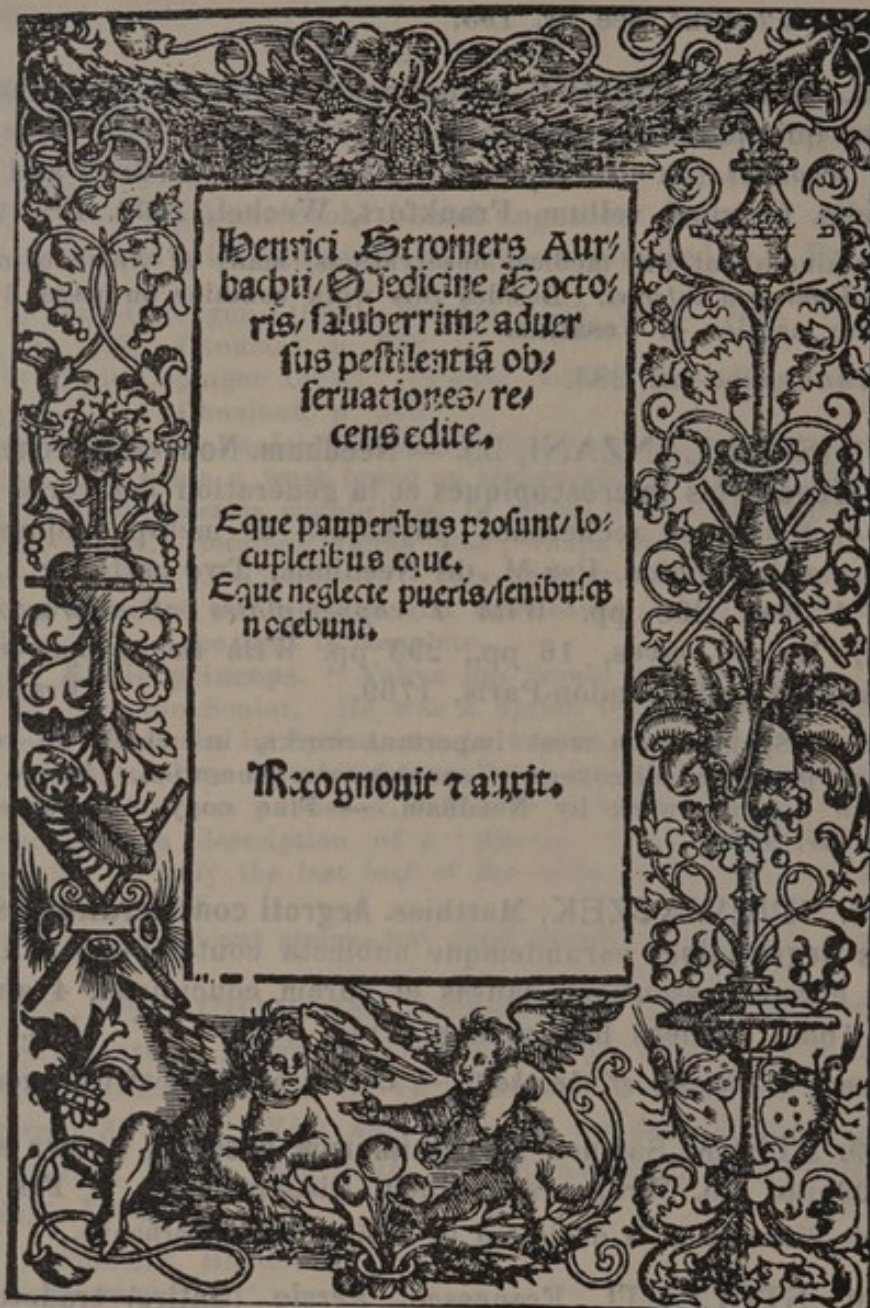 Henrici Stromers Aur⸗
bachii/ Medicine Docto⸗
ris/ saluberrime aduer
sus pestilentiā ob⸗
seruationes/ re⸗
cens edite.
Eque pauperibus prosunt/ lo⸗
cupletibus eque.
Eque neglecte pueris/senibusqʒ
nocebunt.
Recognouit ⁊ auxit.